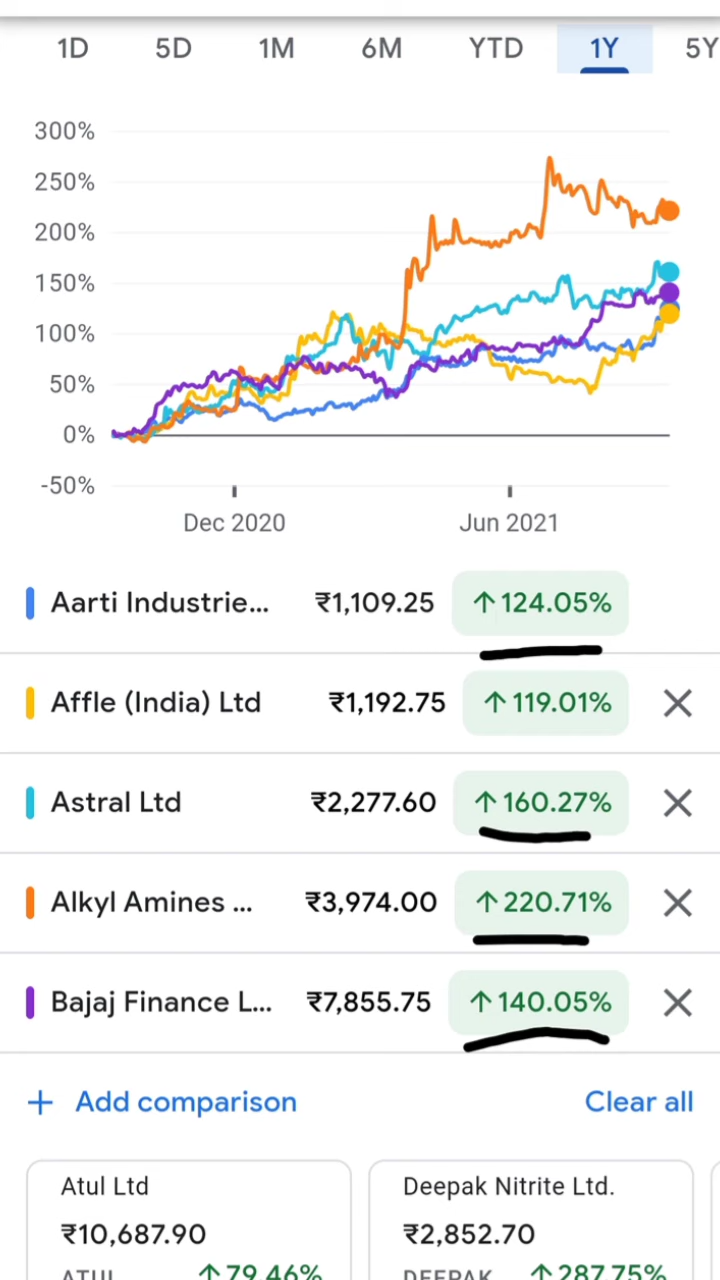 1D 5D 1M 6M YTD 1Y 5Y
300%
250%
200%
150%
100%
50%
0%
-50%
Dec 2020 Jun 2021
Aarti Industrie... ₹1,109.25 ↑124.05%
Affle (India) Ltd ₹1,192.75 ↑119.01%
Astral Ltd ₹2,277.60 ↑160.27%
Alkyl Amines ... ₹3,974.00 ↑220.71%
Bajaj Finance L... ₹7,855.75 ↑140.05%
+ Add comparison Clear all
Atul Ltd Deepak Nitrite Ltd.
₹10,687.90 ₹2,852.70
ATUL ↑79.46% DEEPAK ↑287.75%